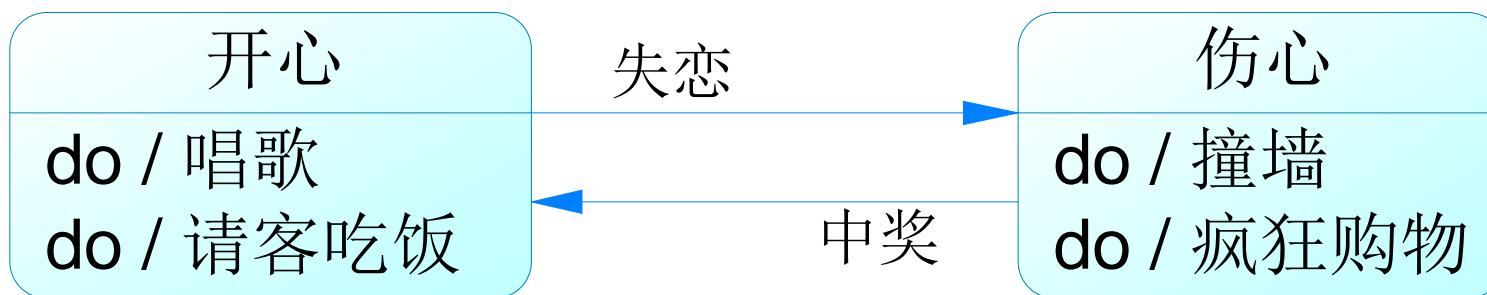 开心
do / 唱歌
do / 请客吃饭
失恋
中奖
伤心
do / 撞墙
do / 疯狂购物